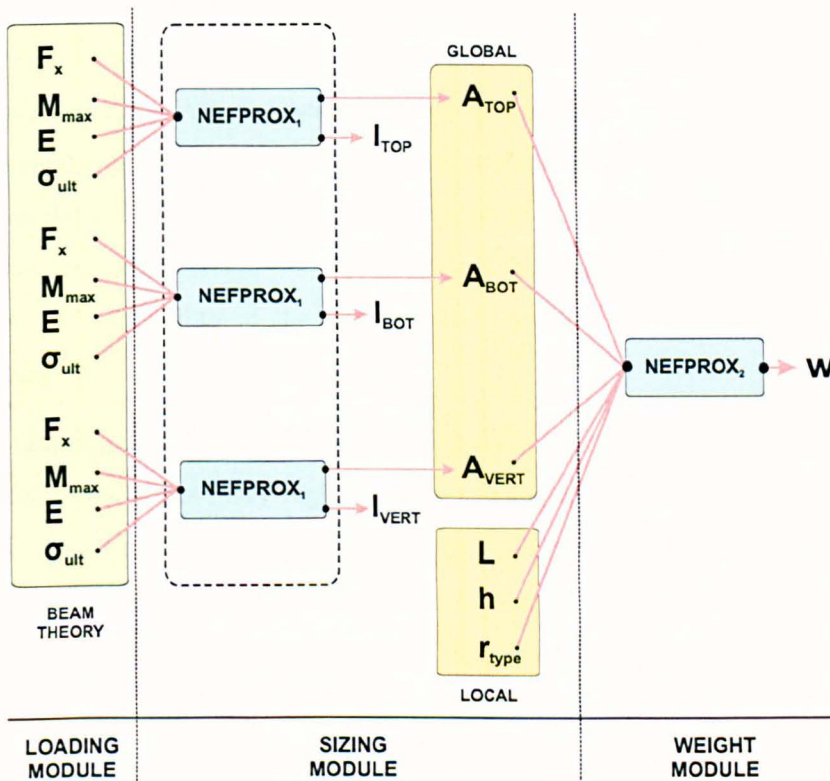 GLOBAL
F_x
M_max
E
σ_ult
NEFPROX_1
A_TOP
I_TOP
F_x
M_max
E
σ_ult
NEFPROX_1
A_BOT
I_BOT
NEFPROX_2
W
F_x
M_max
E
σ_ult
NEFPROX_1
A_VERT
I_VERT
L
h
r_type
BEAM
THEORY
LOCAL
LOADING
MODULE
SIZING
MODULE
WEIGHT
MODULE